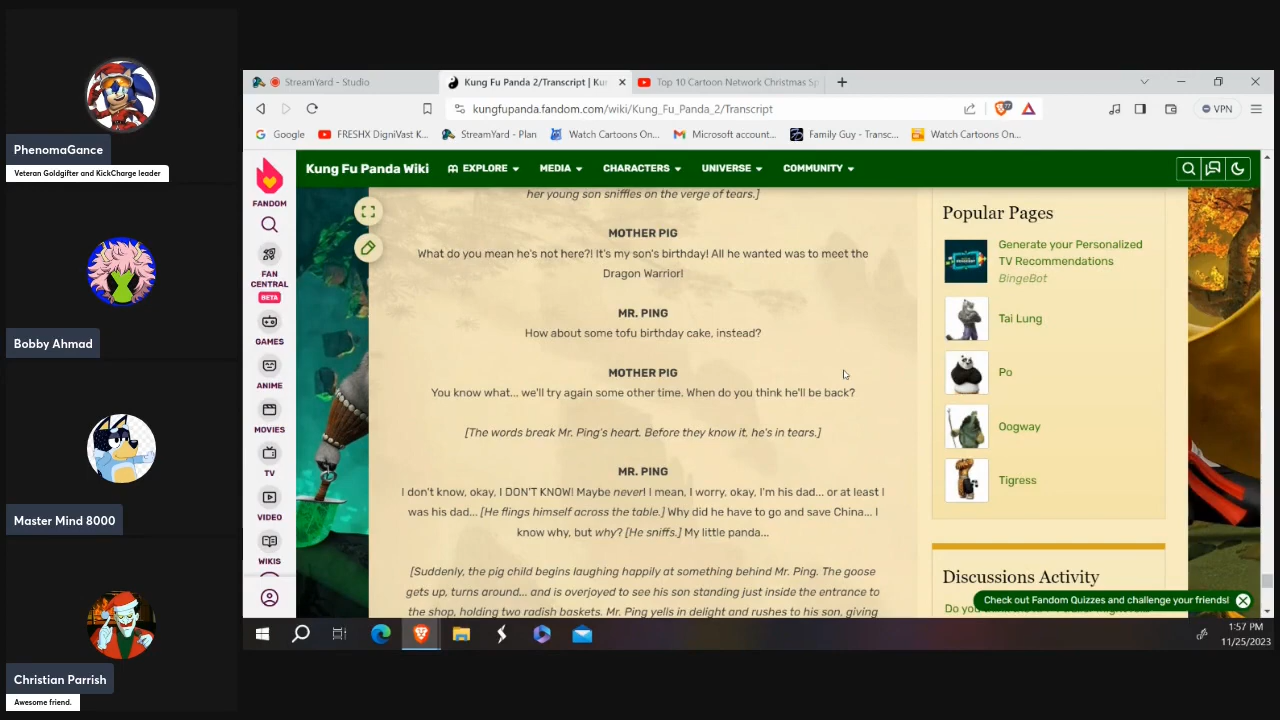 PhenomaGance
Veteran Goldgifter and KickCharge leader
Bobby Ahmad
Master Mind 8000
Christian Parrish
Awesome friend.
StreamYard - Studio
Kung Fu Panda 2/Transcript | Ku
Top 10 Cartoon Network Christmas Sp
kungfupanda.fandom.com/wiki/Kung_Fu_Panda_2/Transcript
VPN
Google
FRESHX DigniVast K...
StreamYard - Plan
Watch Cartoons On...
Microsoft account...
Family Guy - Transc...
Watch Cartoons On...
Kung Fu Panda Wiki
EXPLORE
MEDIA
CHARACTERS
UNIVERSE
COMMUNITY
FANDOM
FAN
CENTRAL
BETA
GAMES
ANIME
MOVIES
TV
VIDEO
WIKIS
her young son sniffles on the verge of tears.]
MOTHER PIG
What do you mean he's not here?! It's my son's birthday! All he wanted was to meet the
Dragon Warrior!
MR. PING
How about some tofu birthday cake, instead?
MOTHER PIG
You know what... we'll try again some other time. When do you think he'll be back?
[The words break Mr. Ping's heart. Before they know it, he's in tears.]
MR. PING
I don't know, okay, I DON'T KNOW! Maybe never! I mean, I worry, okay, I'm his dad... or at least I
was his dad... [He flings himself across the table.] Why did he have to go and save China... I
know why, but why? [He sniffs.] My little panda...
[Suddenly, the pig child begins laughing happily at something behind Mr. Ping. The goose
gets up, turns around... and is overjoyed to see his son standing just inside the entrance to
the shop, holding two radish baskets. Mr. Ping yells in delight and rushes to his son, giving
Popular Pages
Generate your Personalized
TV Recommendations
BingeBot
Tai Lung
Po
Oogway
Tigress
Discussions Activity
Check out Fandom Quizzes and challenge your friends!
1:57 PM
11/25/2023